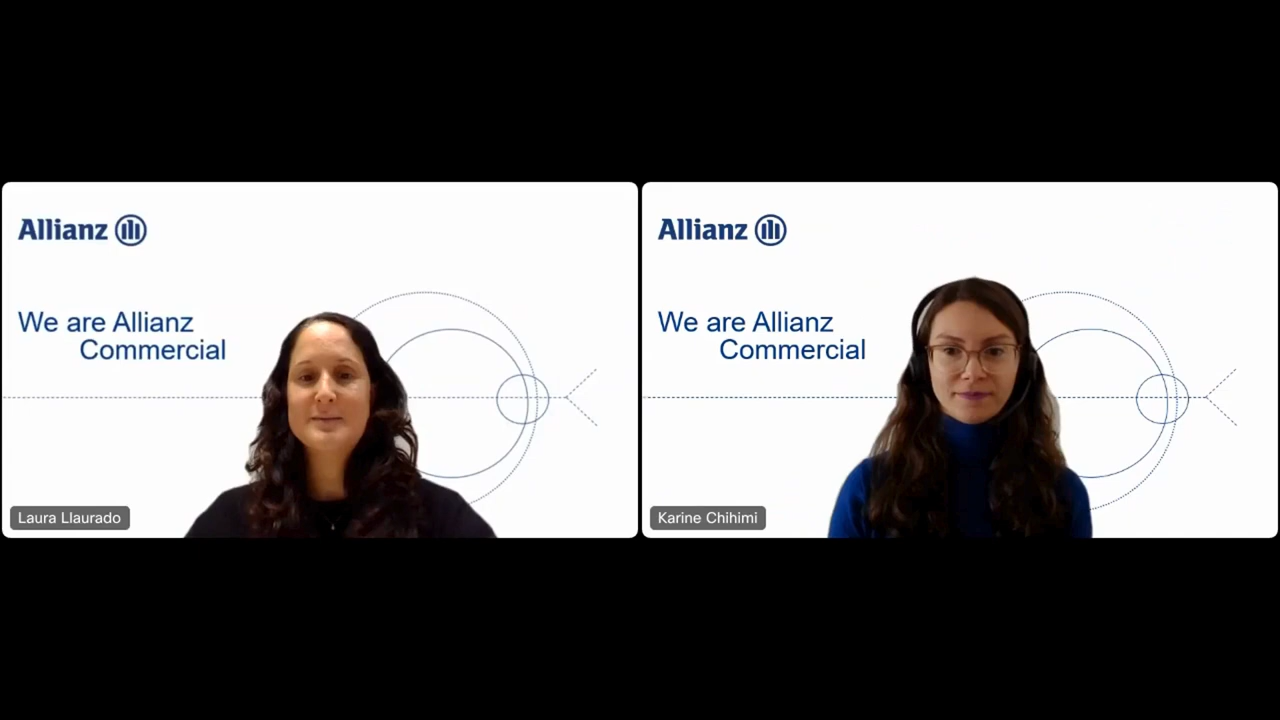 Allianz
We are Allianz
Commercial
Laura Llaurado
Allianz
We are Allianz
Commercial
Karine Chihimi